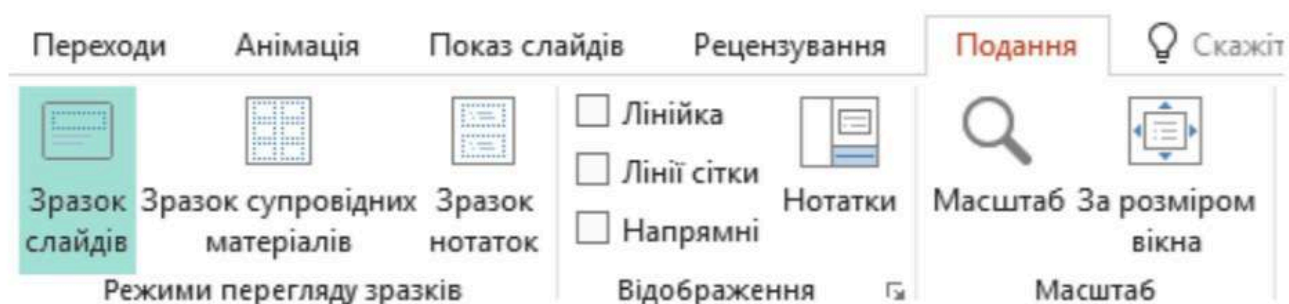 Переходи Анімація Показ слайдів Рецензування Подання
Лінійка
Лінії сітки
Напрямні
Зразок слайдів
Зразок супровідних матеріалів
Зразок нотаток
Нотатки
Масштаб
За розміром вікна
Режими перегляду зразків Відображення Масштаб